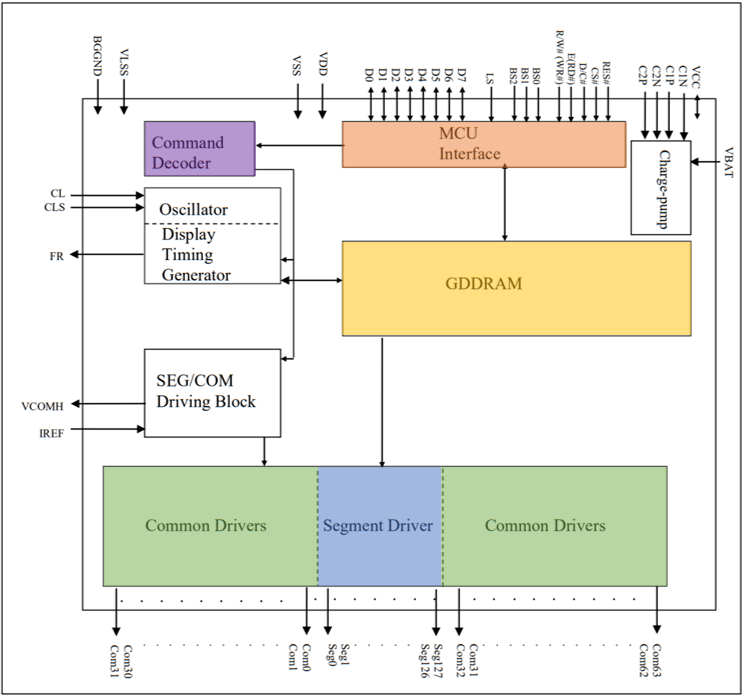 BGGND
VLSS
VSS
VDD
D0
D1
D2
D3
D4
D5
D6
D7
LS
BS2
BS1
BS0
R/W# (WR#)
E(RD#)
D/C#
CS#
RES#
C2P
C2N
C1P
C1N
VCC
VBAT
Command
Decoder
MCU
Interface
Charge-pump
CL
CLS
FR
Oscillator
Display
Timing
Generator
GDDRAM
SEG/COM
Driving Block
VCOMH
IREF
Common Drivers
Segment Driver
Common Drivers
Com31
Com30
Com1
Com0
Seg0
Seg1
Seg126
Seg127
Com32
Com31
Com62
Com63